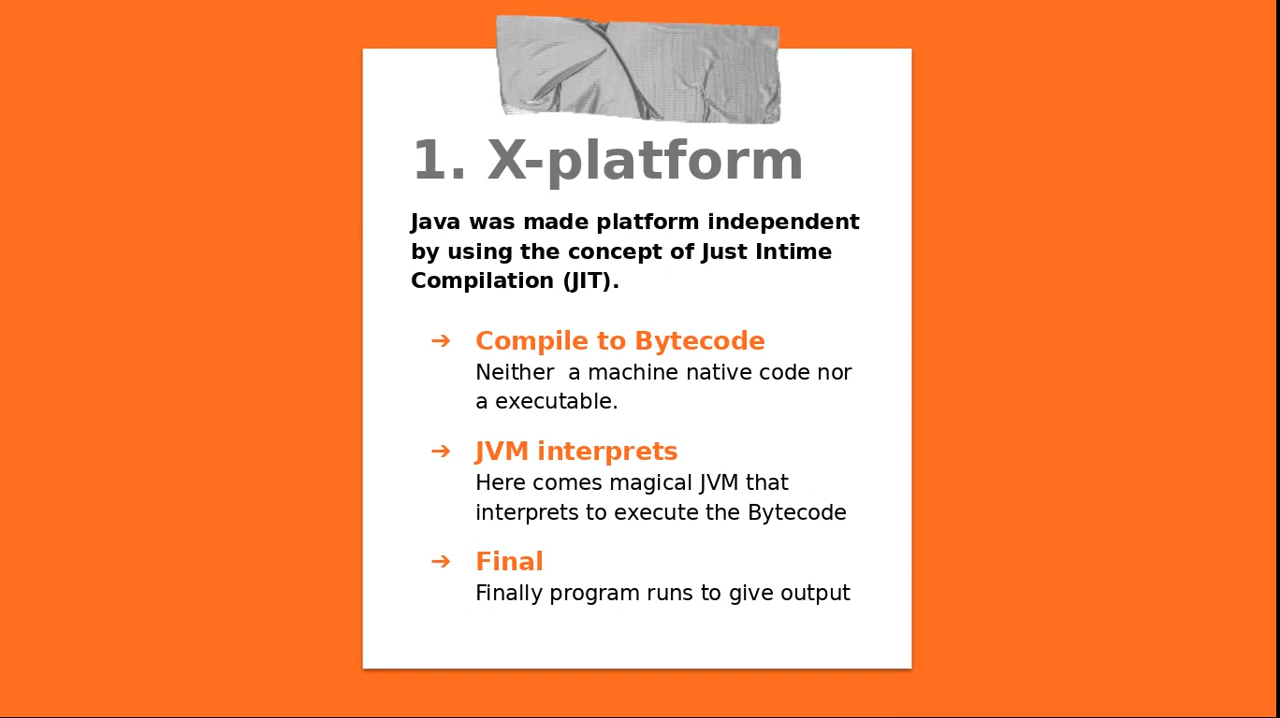 1. X-platform
Java was made platform independent
by using the concept of Just Intime
Compilation (JIT).
➔ Compile to Bytecode
Neither  a machine native code nor
a executable.
➔ JVM interprets
Here comes magical JVM that
interprets to execute the Bytecode
➔ Final
Finally program runs to give output